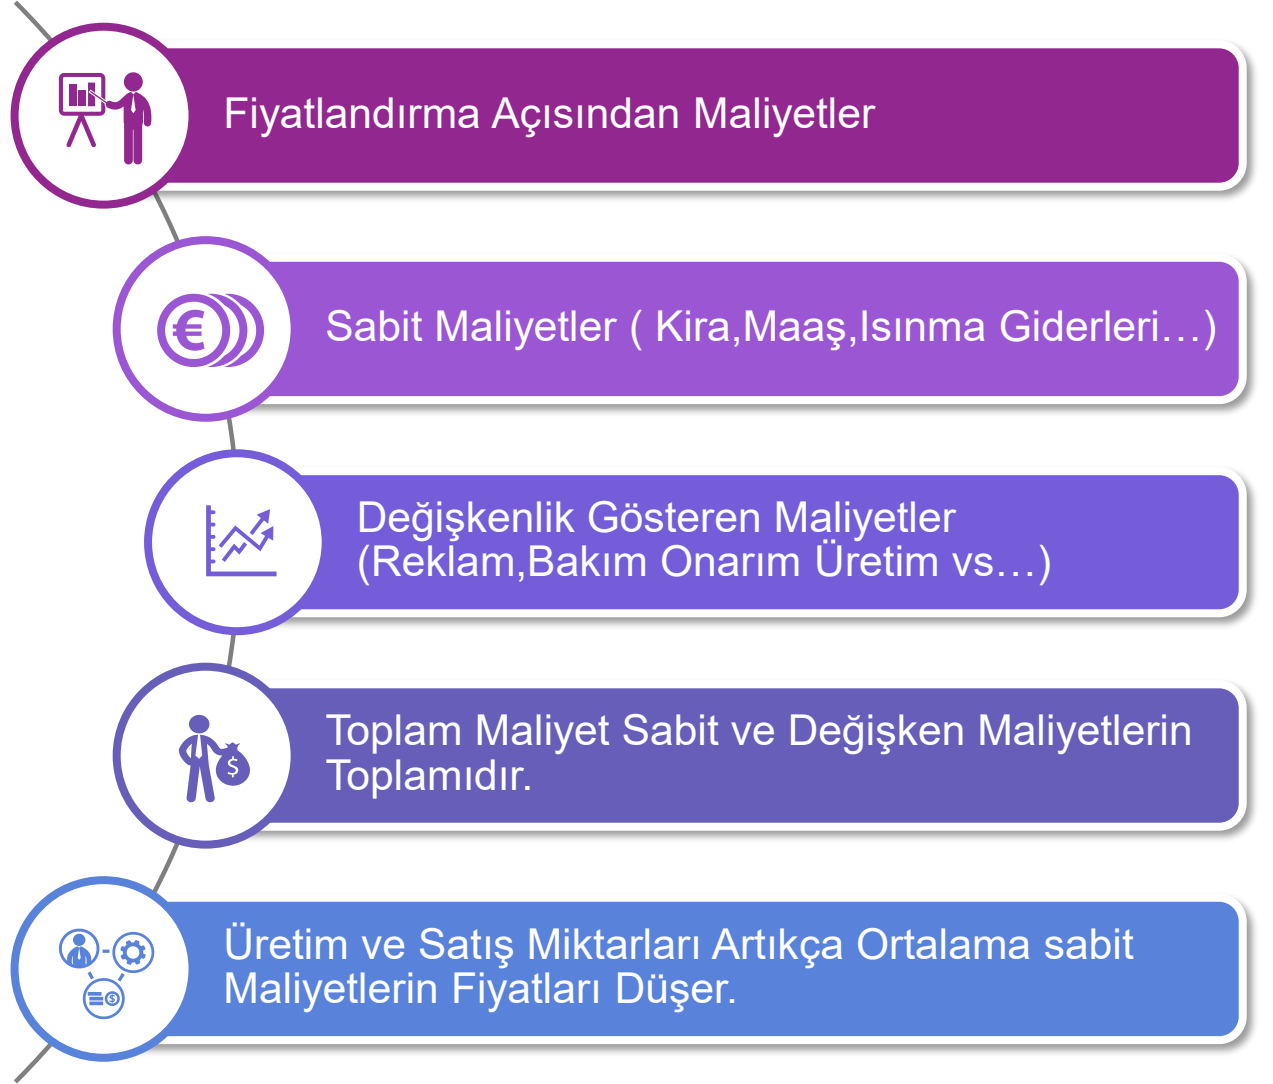 Fiyatlandırma Açısından Maliyetler
Sabit Maliyetler ( Kira,Maaş,Isınma Giderleri…)
Değişkenlik Gösteren Maliyetler
(Reklam,Bakım Onarım Üretim vs…)
Toplam Maliyet Sabit ve Değişken Maliyetlerin
Toplamıdır.
Üretim ve Satış Miktarları Artıkça Ortalama sabit
Maliyetlerin Fiyatları Düşer.